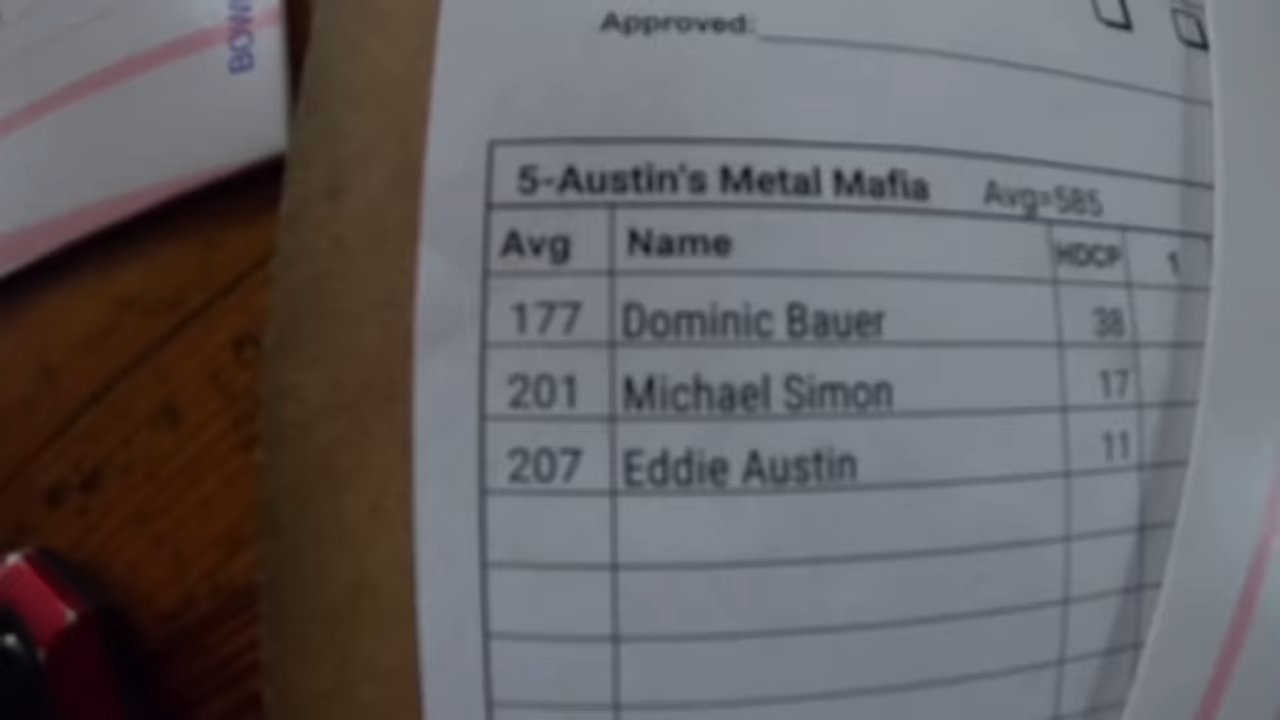 BOW
Approved:
5-Austin's Metal Mafia Avg=585
Avg Name HDCP 1
177 Dominic Bauer 38
201 Michael Simon 17
207 Eddie Austin 11